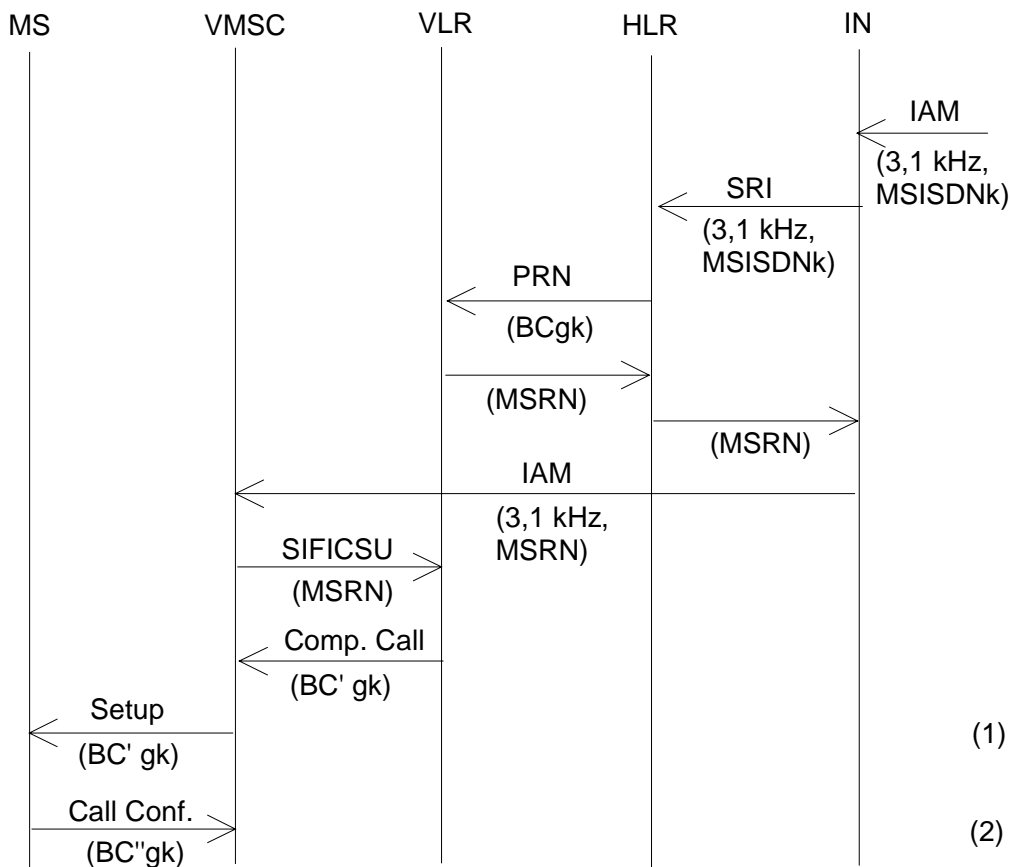 MS VMSC VLR HLR IN
IAM
(3,1 kHz,
MSISDNk)
SRI
(3,1 kHz,
MSISDNk)
PRN
(BCgk)
(MSRN)
(MSRN)
IAM
(3,1 kHz,
MSRN)
SIFICSU
(MSRN)
Comp. Call
(BC' gk)
Setup
(BC' gk)
(1)
Call Conf.
(BC''gk)
(2)